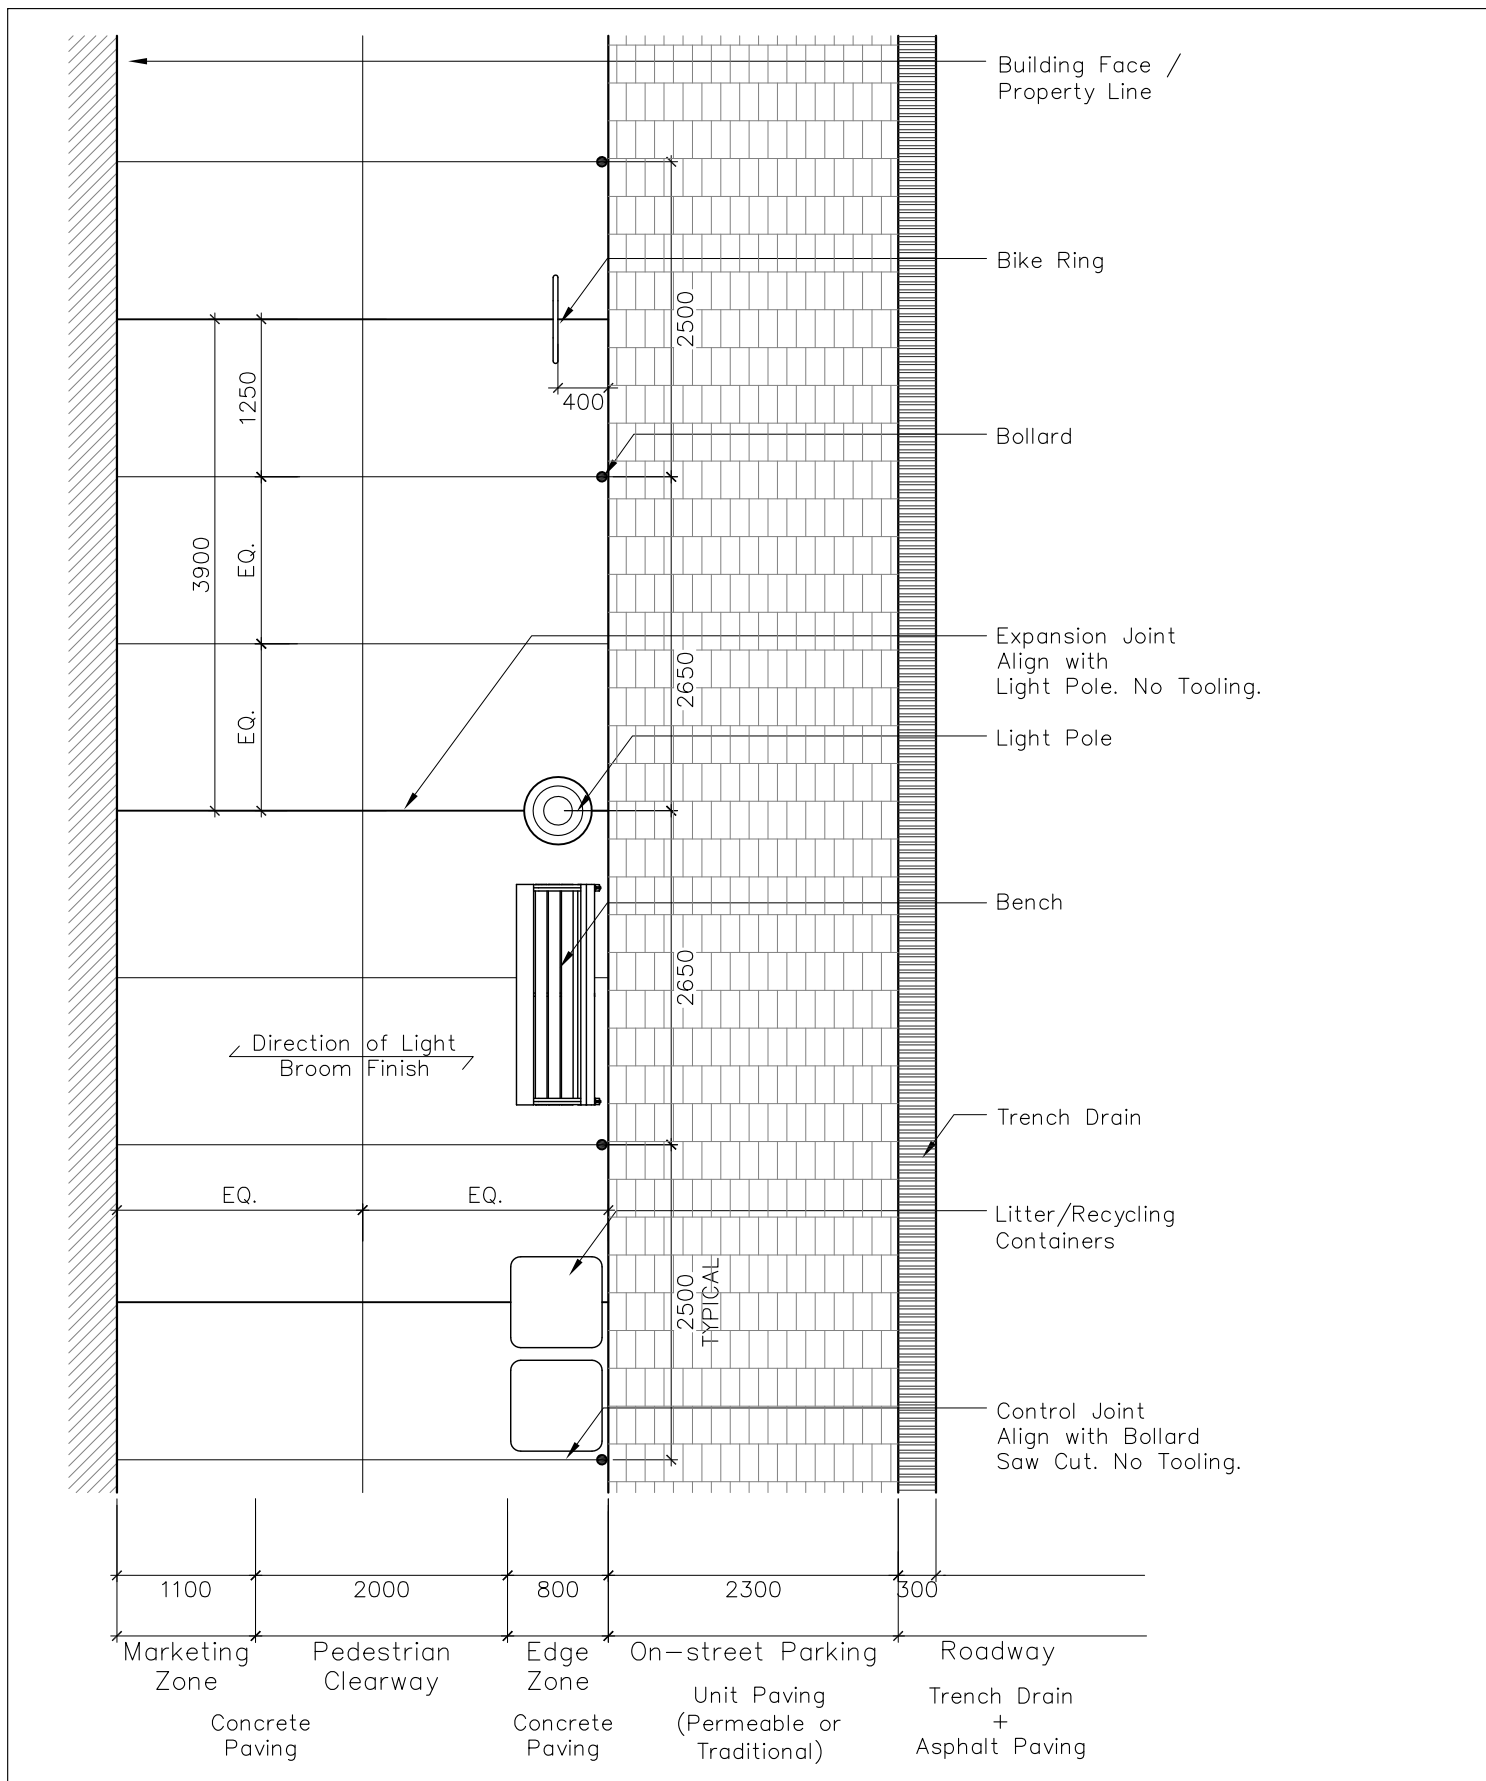 Building Face /
Property Line
Bike Ring
2500
1250
400
Bollard
3900
EQ.
Expansion Joint
Align with
Light Pole. No Tooling.
2650
EQ.
Light Pole
Bench
2650
Direction of Light
Broom Finish
Trench Drain
EQ.
EQ.
Litter/Recycling
Containers
2500
TYPICAL
Control Joint
Align with Bollard
Saw Cut. No Tooling.
1100
2000
800
2300
300
Marketing
Zone
Pedestrian
Clearway
Edge
Zone
On-street Parking
Roadway
Concrete
Paving
Concrete
Paving
Unit Paving
(Permeable or
Traditional)
Trench Drain
+
Asphalt Paving